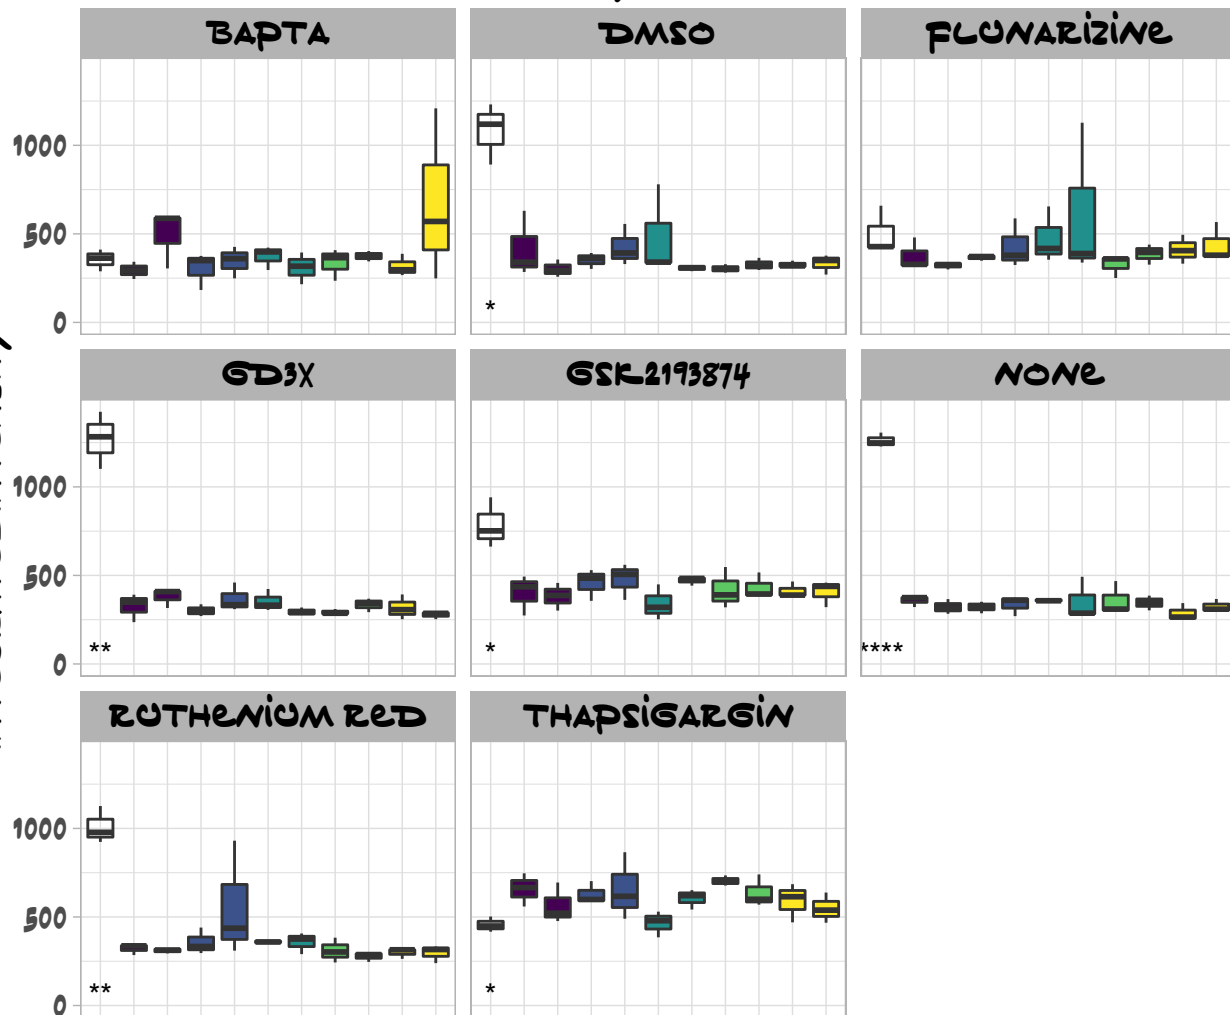 BAPTA DMSO FLUNARIZINE
1000
500
0
*
GD3X GSK2193874 NONE
1000
500
0
** * ****
RUTHENIUM RED THAPSIGARGIN
1000
500
0
** *